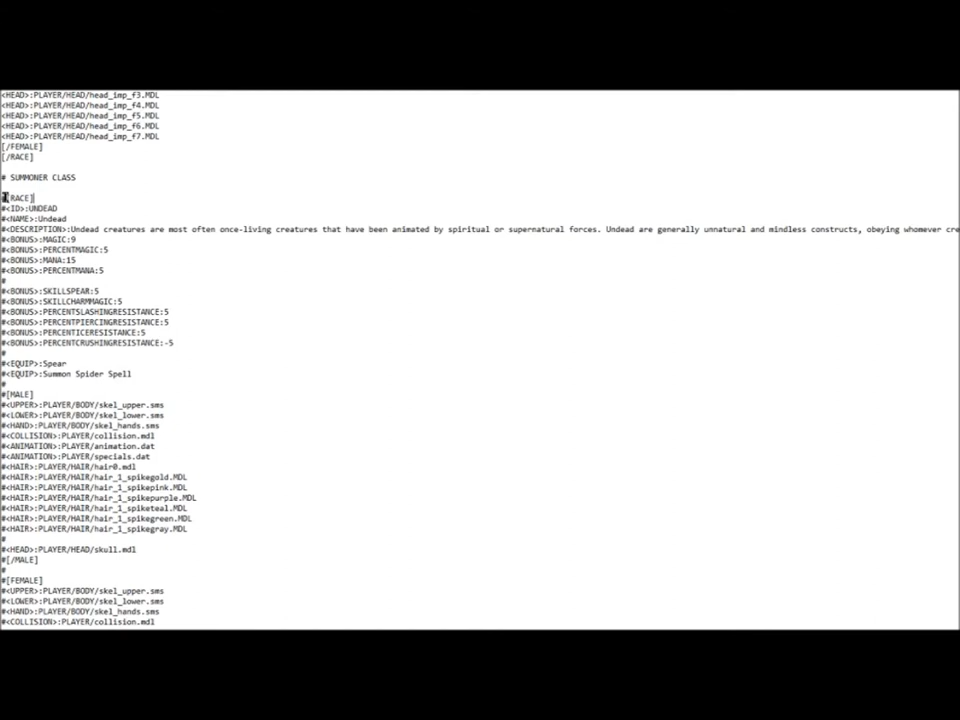 <HEAD>:PLAYER/HEAD/head_imp_f3.MDL
<HEAD>:PLAYER/HEAD/head_imp_f4.MDL
<HEAD>:PLAYER/HEAD/head_imp_f5.MDL
<HEAD>:PLAYER/HEAD/head_imp_f6.MDL
<HEAD>:PLAYER/HEAD/head_imp_f7.MDL
[/FEMALE]
[/RACE]
# SUMMONER CLASS
#[RACE]
#<ID>:UNDEAD
#<NAME>:Undead
#<DESCRIPTION>:Undead creatures are most often once-living creatures that have been animated by spiritual or supernatural forces. Undead are generally unnatural and mindless constructs, obeying whomever cre
#<BONUS>:MAGIC:9
#<BONUS>:PERCENTMAGIC:5
#<BONUS>:MANA:15
#<BONUS>:PERCENTMANA:5
#
#<BONUS>:SKILLSPEAR:5
#<BONUS>:SKILLCHARMMAGIC:5
#<BONUS>:PERCENTSLASHINGRESISTANCE:5
#<BONUS>:PERCENTPIERCINGRESISTANCE:5
#<BONUS>:PERCENTICERESISTANCE:5
#<BONUS>:PERCENTCRUSHINGRESISTANCE:-5
#
#<EQUIP>:Spear
#<EQUIP>:Summon Spider Spell
#
#[MALE]
#<UPPER>:PLAYER/BODY/skel_upper.sms
#<LOWER>:PLAYER/BODY/skel_lower.sms
#<HAND>:PLAYER/BODY/skel_hands.sms
#<COLLISION>:PLAYER/collision.mdl
#<ANIMATION>:PLAYER/animation.dat
#<ANIMATION>:PLAYER/specials.dat
#<HAIR>:PLAYER/HAIR/hair0.mdl
#<HAIR>:PLAYER/HAIR/hair_1_spikegold.MDL
#<HAIR>:PLAYER/HAIR/hair_1_spikepink.MDL
#<HAIR>:PLAYER/HAIR/hair_1_spikepurple.MDL
#<HAIR>:PLAYER/HAIR/hair_1_spiketeal.MDL
#<HAIR>:PLAYER/HAIR/hair_1_spikegreen.MDL
#<HAIR>:PLAYER/HAIR/hair_1_spikegray.MDL
#
#<HEAD>:PLAYER/HEAD/skull.mdl
#[/MALE]
#
#[FEMALE]
#<UPPER>:PLAYER/BODY/skel_upper.sms
#<LOWER>:PLAYER/BODY/skel_lower.sms
#<HAND>:PLAYER/BODY/skel_hands.sms
#<COLLISION>:PLAYER/collision.mdl